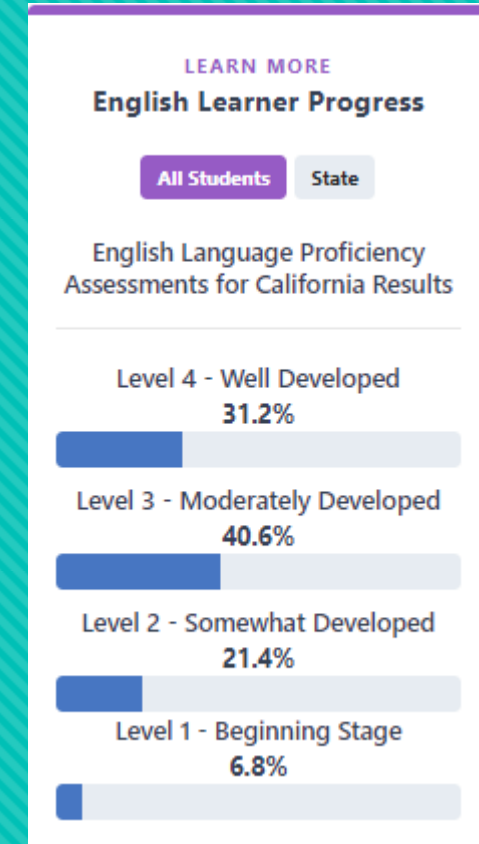 LEARN MORE
English Learner Progress
All Students State
English Language Proficiency
Assessments for California Results
Level 4 - Well Developed
31.2%
Level 3 - Moderately Developed
40.6%
Level 2 - Somewhat Developed
21.4%
Level 1 - Beginning Stage
6.8%